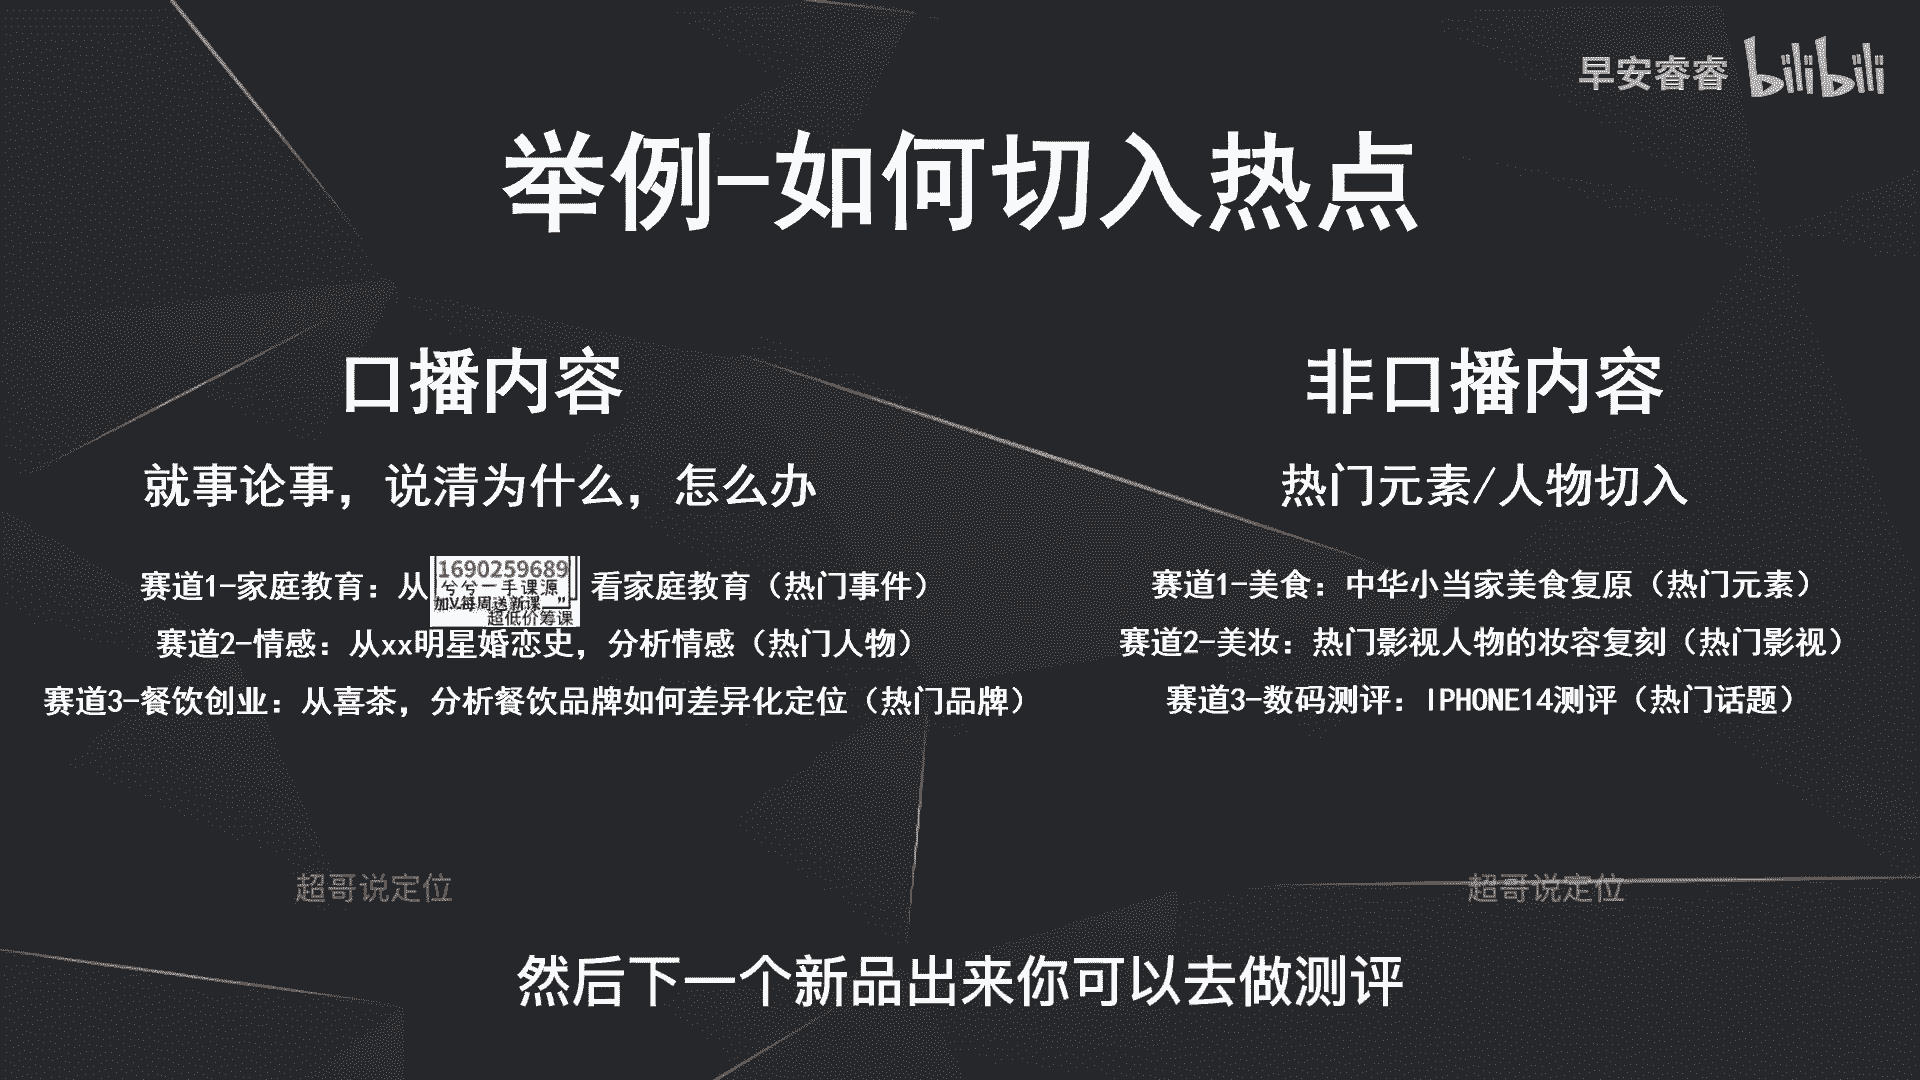 早安睿睿 bilibili
举例-如何切入热点
口播内容
就事论事，说清为什么，怎么办
赛道1-家庭教育：从 看家庭教育（热门事件）
1690259689
兮兮一手课源
加V每周送新课
超低价筹课
赛道2-情感：从xx明星婚恋史，分析情感（热门人物）
赛道3-餐饮创业：从喜茶，分析餐饮品牌如何差异化定位（热门品牌）
非口播内容
热门元素/人物切入
赛道1-美食：中华小当家美食复原（热门元素）
赛道2-美妆：热门影视人物的妆容复刻（热门影视）
赛道3-数码测评：IPHONE14测评（热门话题）
超哥说定位
超哥说定位
然后下一个新品出来你可以去做测评